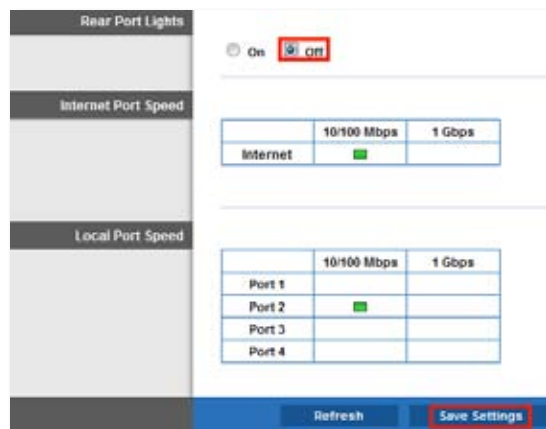 Rear Port Lights
On Off
Internet Port Speed
10/100 Mbps 1 Gbps
Internet
Local Port Speed
10/100 Mbps 1 Gbps
Port 1
Port 2
Port 3
Port 4
Refresh Save Settings